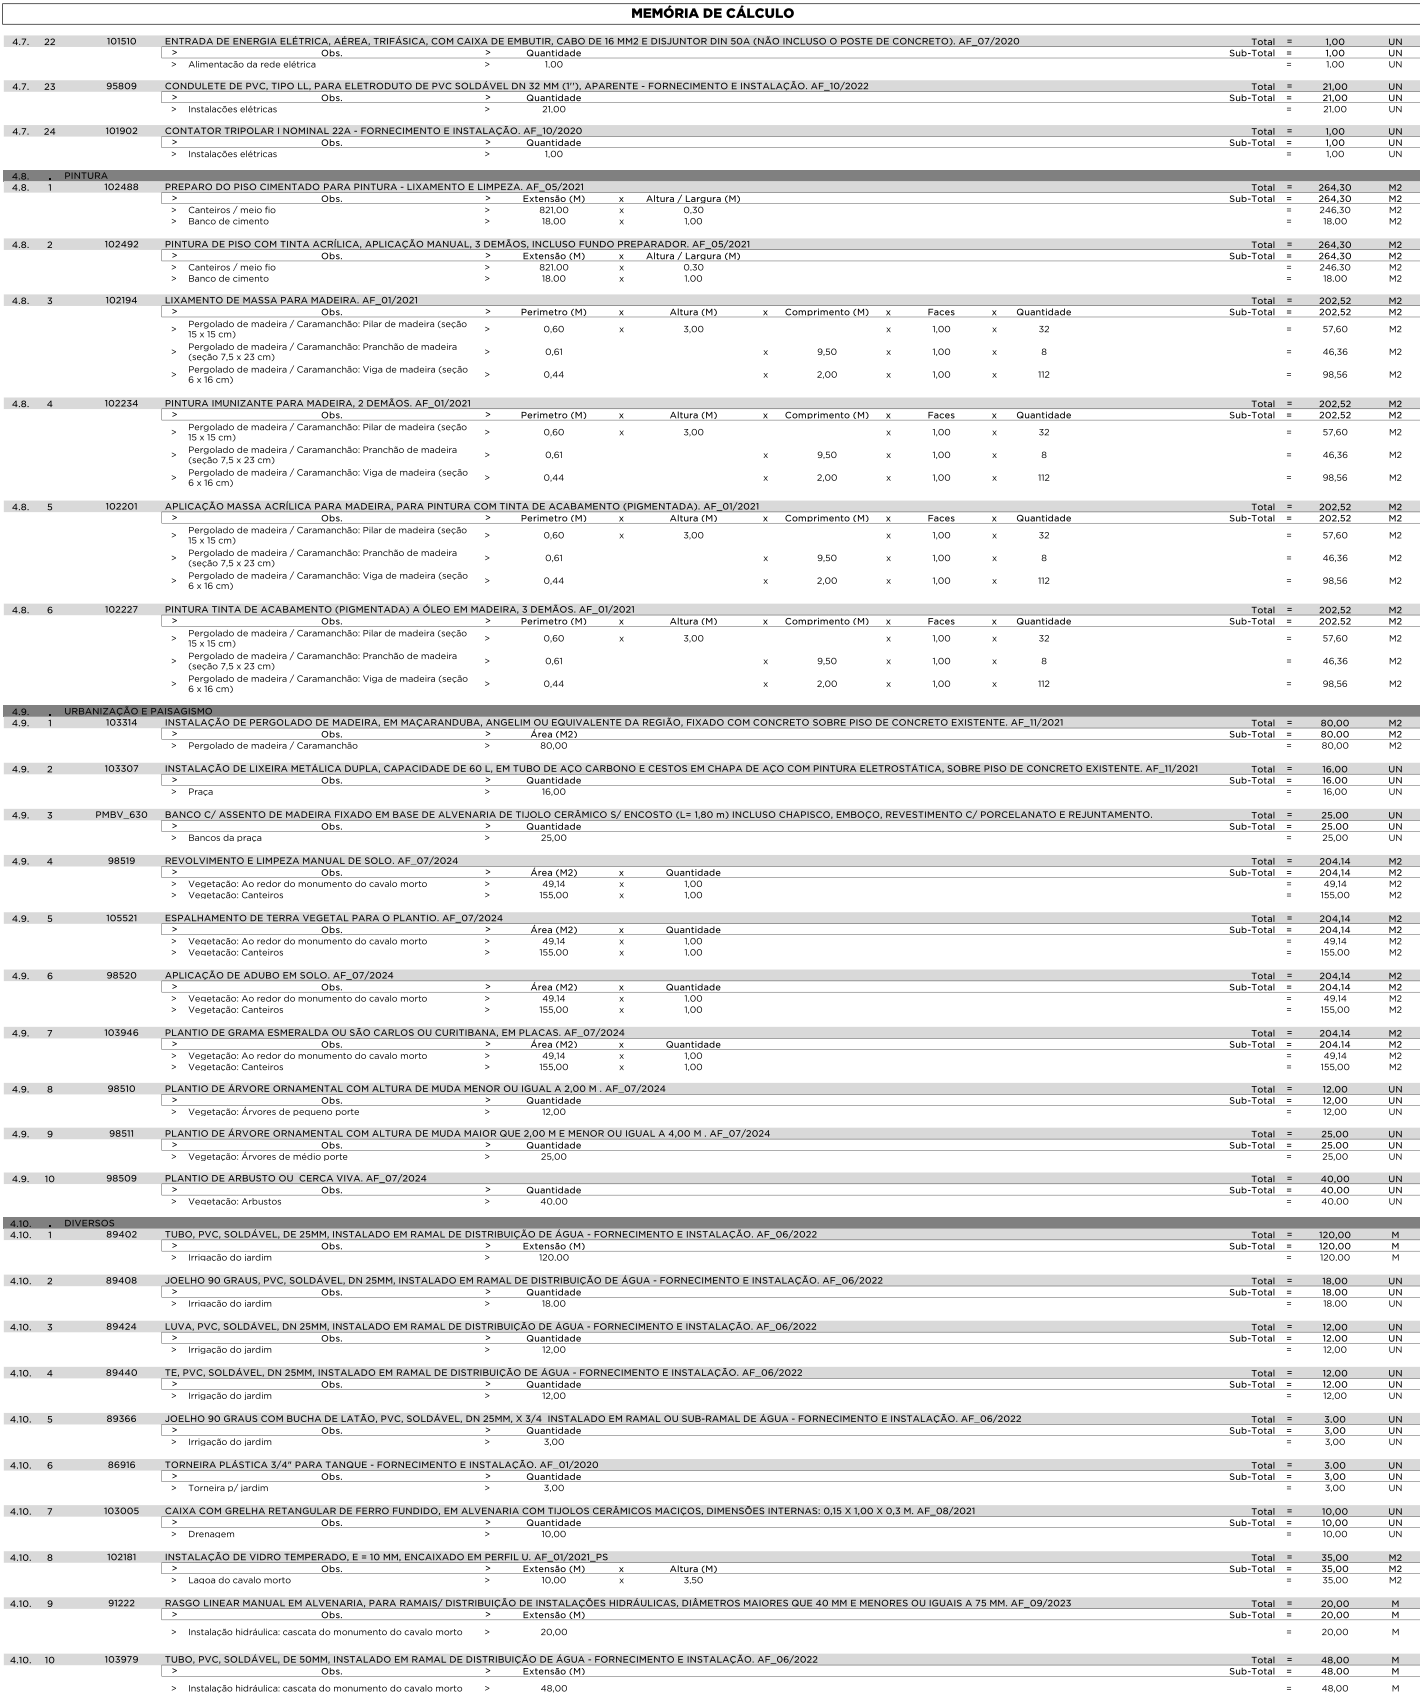 MEMÓRIA DE CÁLCULO
4.7. 22 101510 ENTRADA DE ENERGIA ELÉTRICA, AÉREA, TRIFÁSICA, COM CAIXA DE EMBUTIR, CABO DE 16 MM2 E DISJUNTOR DIN 50A (NÃO INCLUSO O POSTE DE CONCRETO). AF_07/2020 Total = 1,00 UN
> Obs. > Quantidade Sub-Total = 1,00 UN
> Alimentação da rede elétrica > 1,00 = 1,00 UN
4.7. 23 95809 CONDULETE DE PVC, TIPO LL, PARA ELETRODUTO DE PVC SOLDÁVEL DN 32 MM (1''), APARENTE - FORNECIMENTO E INSTALAÇÃO. AF_10/2022 Total = 21,00 UN
> Obs. > Quantidade Sub-Total = 21,00 UN
> Instalações elétricas > 21,00 = 21,00 UN
4.7. 24 101902 CONTATOR TRIPOLAR I NOMINAL 22A - FORNECIMENTO E INSTALAÇÃO. AF_10/2020 Total = 1,00 UN
> Obs. > Quantidade Sub-Total = 1,00 UN
> Instalações elétricas > 1,00 = 1,00 UN
4.8. . PINTURA
4.8. 1 102488 PREPARO DO PISO CIMENTADO PARA PINTURA - LIXAMENTO E LIMPEZA. AF_05/2021 Total = 264,30 M2
> Obs. > Extensão (M) x Altura / Largura (M) Sub-Total = 264,30 M2
> Canteiros / meio fio > 821,00 x 0,30 = 246,30 M2
> Banco de cimento > 18,00 x 1,00 = 18,00 M2
4.8. 2 102492 PINTURA DE PISO COM TINTA ACRÍLICA, APLICAÇÃO MANUAL, 3 DEMÃOS, INCLUSO FUNDO PREPARADOR. AF_05/2021 Total = 264,30 M2
> Obs. > Extensão (M) x Altura / Largura (M) Sub-Total = 264,30 M2
> Canteiros / meio fio > 821,00 x 0,30 = 246,30 M2
> Banco de cimento > 18,00 x 1,00 = 18,00 M2
4.8. 3 102194 LIXAMENTO DE MASSA PARA MADEIRA. AF_01/2021 Total = 202,52 M2
> Obs. > Perimetro (M) x Altura (M) x Comprimento (M) x Faces x Quantidade Sub-Total = 202,52 M2
> Pergolado de madeira / Caramanchão: Pilar de madeira (seção
15 x 15 cm) > 0,60 x 3,00 x 1,00 x 32 = 57,60 M2
> Pergolado de madeira / Caramanchão: Pranchão de madeira
(seção 7,5 x 23 cm) > 0,61 x 9,50 x 1,00 x 8 = 46,36 M2
> Pergolado de madeira / Caramanchão: Viga de madeira (seção
6 x 16 cm) > 0,44 x 2,00 x 1,00 x 112 = 98,56 M2
4.8. 4 102234 PINTURA IMUNIZANTE PARA MADEIRA, 2 DEMÃOS. AF_01/2021 Total = 202,52 M2
> Obs. > Perimetro (M) x Altura (M) x Comprimento (M) x Faces x Quantidade Sub-Total = 202,52 M2
> Pergolado de madeira / Caramanchão: Pilar de madeira (seção
15 x 15 cm) > 0,60 x 3,00 x 1,00 x 32 = 57,60 M2
> Pergolado de madeira / Caramanchão: Pranchão de madeira
(seção 7,5 x 23 cm) > 0,61 x 9,50 x 1,00 x 8 = 46,36 M2
> Pergolado de madeira / Caramanchão: Viga de madeira (seção
6 x 16 cm) > 0,44 x 2,00 x 1,00 x 112 = 98,56 M2
4.8. 5 102201 APLICAÇÃO MASSA ACRÍLICA PARA MADEIRA, PARA PINTURA COM TINTA DE ACABAMENTO (PIGMENTADA). AF_01/2021 Total = 202,52 M2
> Obs. > Perimetro (M) x Altura (M) x Comprimento (M) x Faces x Quantidade Sub-Total = 202,52 M2
> Pergolado de madeira / Caramanchão: Pilar de madeira (seção
15 x 15 cm) > 0,60 x 3,00 x 1,00 x 32 = 57,60 M2
> Pergolado de madeira / Caramanchão: Pranchão de madeira
(seção 7,5 x 23 cm) > 0,61 x 9,50 x 1,00 x 8 = 46,36 M2
> Pergolado de madeira / Caramanchão: Viga de madeira (seção
6 x 16 cm) > 0,44 x 2,00 x 1,00 x 112 = 98,56 M2
4.8. 6 102227 PINTURA TINTA DE ACABAMENTO (PIGMENTADA) A ÓLEO EM MADEIRA, 3 DEMÃOS. AF_01/2021 Total = 202,52 M2
> Obs. > Perimetro (M) x Altura (M) x Comprimento (M) x Faces x Quantidade Sub-Total = 202,52 M2
> Pergolado de madeira / Caramanchão: Pilar de madeira (seção
15 x 15 cm) > 0,60 x 3,00 x 1,00 x 32 = 57,60 M2
> Pergolado de madeira / Caramanchão: Pranchão de madeira
(seção 7,5 x 23 cm) > 0,61 x 9,50 x 1,00 x 8 = 46,36 M2
> Pergolado de madeira / Caramanchão: Viga de madeira (seção
6 x 16 cm) > 0,44 x 2,00 x 1,00 x 112 = 98,56 M2
4.9. . URBANIZAÇÃO E PAISAGISMO
4.9. 1 103314 INSTALAÇÃO DE PERGOLADO DE MADEIRA, EM MAÇARANDUBA, ANGELIM OU EQUIVALENTE DA REGIÃO, FIXADO COM CONCRETO SOBRE PISO DE CONCRETO EXISTENTE. AF_11/2021 Total = 80,00 M2
> Obs. > Área (M2) Sub-Total = 80,00 M2
> Pergolado de madeira / Caramanchão > 80,00 = 80,00 M2
4.9. 2 103307 INSTALAÇÃO DE LIXEIRA METÁLICA DUPLA, CAPACIDADE DE 60 L, EM TUBO DE AÇO CARBONO E CESTOS EM CHAPA DE AÇO COM PINTURA ELETROSTÁTICA, SOBRE PISO DE CONCRETO EXISTENTE. AF_11/2021 Total = 16,00 UN
> Obs. > Quantidade Sub-Total = 16,00 UN
> Praça > 16,00 = 16,00 UN
4.9. 3 PMBV_630 BANCO C/ ASSENTO DE MADEIRA FIXADO EM BASE DE ALVENARIA DE TIJOLO CERÂMICO S/ ENCOSTO (L= 1,80 m) INCLUSO CHAPISCO, EMBOÇO, REVESTIMENTO C/ PORCELANATO E REJUNTAMENTO. Total = 25,00 UN
> Obs. > Quantidade Sub-Total = 25,00 UN
> Bancos da praça > 25,00 = 25,00 UN
4.9. 4 98519 REVOLVIMENTO E LIMPEZA MANUAL DE SOLO. AF_07/2024 Total = 204,14 M2
> Obs. > Área (M2) x Quantidade Sub-Total = 204,14 M2
> Vegetação: Ao redor do monumento do cavalo morto > 49,14 x 1,00 = 49,14 M2
> Vegetação: Canteiros > 155,00 x 1,00 = 155,00 M2
4.9. 5 105521 ESPALHAMENTO DE TERRA VEGETAL PARA O PLANTIO. AF_07/2024 Total = 204,14 M2
> Obs. > Área (M2) x Quantidade Sub-Total = 204,14 M2
> Vegetação: Ao redor do monumento do cavalo morto > 49,14 x 1,00 = 49,14 M2
> Vegetação: Canteiros > 155,00 x 1,00 = 155,00 M2
4.9. 6 98520 APLICAÇÃO DE ADUBO EM SOLO. AF_07/2024 Total = 204,14 M2
> Obs. > Área (M2) x Quantidade Sub-Total = 204,14 M2
> Vegetação: Ao redor do monumento do cavalo morto > 49,14 x 1,00 = 49,14 M2
> Vegetação: Canteiros > 155,00 x 1,00 = 155,00 M2
4.9. 7 103946 PLANTIO DE GRAMA ESMERALDA OU SÃO CARLOS OU CURITIBANA, EM PLACAS. AF_07/2024 Total = 204,14 M2
> Obs. > Área (M2) x Quantidade Sub-Total = 204,14 M2
> Vegetação: Ao redor do monumento do cavalo morto > 49,14 x 1,00 = 49,14 M2
> Vegetação: Canteiros > 155,00 x 1,00 = 155,00 M2
4.9. 8 98510 PLANTIO DE ÁRVORE ORNAMENTAL COM ALTURA DE MUDA MENOR OU IGUAL A 2,00 M . AF_07/2024 Total = 12,00 UN
> Obs. > Quantidade Sub-Total = 12,00 UN
> Vegetação: Árvores de pequeno porte > 12,00 = 12,00 UN
4.9. 9 98511 PLANTIO DE ÁRVORE ORNAMENTAL COM ALTURA DE MUDA MAIOR QUE 2,00 M E MENOR OU IGUAL A 4,00 M . AF_07/2024 Total = 25,00 UN
> Obs. > Quantidade Sub-Total = 25,00 UN
> Vegetação: Árvores de médio porte > 25,00 = 25,00 UN
4.9. 10 98509 PLANTIO DE ARBUSTO OU CERCA VIVA. AF_07/2024 Total = 40,00 UN
> Obs. > Quantidade Sub-Total = 40,00 UN
> Vegetação: Arbustos > 40,00 = 40,00 UN
4.10. . DIVERSOS
4.10. 1 89402 TUBO, PVC, SOLDÁVEL, DE 25MM, INSTALADO EM RAMAL DE DISTRIBUIÇÃO DE ÁGUA - FORNECIMENTO E INSTALAÇÃO. AF_06/2022 Total = 120,00 M
> Obs. > Extensão (M) Sub-Total = 120,00 M
> Irrigação do jardim > 120,00 = 120,00 M
4.10. 2 89408 JOELHO 90 GRAUS, PVC, SOLDÁVEL, DN 25MM, INSTALADO EM RAMAL DE DISTRIBUIÇÃO DE ÁGUA - FORNECIMENTO E INSTALAÇÃO. AF_06/2022 Total = 18,00 UN
> Obs. > Quantidade Sub-Total = 18,00 UN
> Irrigação do jardim > 18,00 = 18,00 UN
4.10. 3 89424 LUVA, PVC, SOLDÁVEL, DN 25MM, INSTALADO EM RAMAL DE DISTRIBUIÇÃO DE ÁGUA - FORNECIMENTO E INSTALAÇÃO. AF_06/2022 Total = 12,00 UN
> Obs. > Quantidade Sub-Total = 12,00 UN
> Irrigação do jardim > 12,00 = 12,00 UN
4.10. 4 89440 TE, PVC, SOLDÁVEL, DN 25MM, INSTALADO EM RAMAL DE DISTRIBUIÇÃO DE ÁGUA - FORNECIMENTO E INSTALAÇÃO. AF_06/2022 Total = 12,00 UN
> Obs. > Quantidade Sub-Total = 12,00 UN
> Irrigação do jardim > 12,00 = 12,00 UN
4.10. 5 89366 JOELHO 90 GRAUS COM BUCHA DE LATÃO, PVC, SOLDÁVEL, DN 25MM, X 3/4 INSTALADO EM RAMAL OU SUB-RAMAL DE ÁGUA - FORNECIMENTO E INSTALAÇÃO. AF_06/2022 Total = 3,00 UN
> Obs. > Quantidade Sub-Total = 3,00 UN
> Irrigação do jardim > 3,00 = 3,00 UN
4.10. 6 86916 TORNEIRA PLÁSTICA 3/4" PARA TANQUE - FORNECIMENTO E INSTALAÇÃO. AF_01/2020 Total = 3,00 UN
> Obs. > Quantidade Sub-Total = 3,00 UN
> Torneira p/ jardim > 3,00 = 3,00 UN
4.10. 7 103005 CAIXA COM GRELHA RETANGULAR DE FERRO FUNDIDO, EM ALVENARIA COM TIJOLOS CERÂMICOS MACIÇOS, DIMENSÕES INTERNAS: 0,15 X 1,00 X 0,3 M. AF_08/2021 Total = 10,00 UN
> Obs. > Quantidade Sub-Total = 10,00 UN
> Drenagem > 10,00 = 10,00 UN
4.10. 8 102181 INSTALAÇÃO DE VIDRO TEMPERADO, E = 10 MM, ENCAIXADO EM PERFIL U. AF_01/2021_PS Total = 35,00 M2
> Obs. > Extensão (M) x Altura (M) Sub-Total = 35,00 M2
> Lagoa do cavalo morto > 10,00 x 3,50 = 35,00 M2
4.10. 9 91222 RASGO LINEAR MANUAL EM ALVENARIA, PARA RAMAIS/ DISTRIBUIÇÃO DE INSTALAÇÕES HIDRÁULICAS, DIÂMETROS MAIORES QUE 40 MM E MENORES OU IGUAIS A 75 MM. AF_09/2023 Total = 20,00 M
> Obs. > Extensão (M) Sub-Total = 20,00 M
> Instalação hidráulica: cascata do monumento do cavalo morto > 20,00 = 20,00 M
4.10. 10 103979 TUBO, PVC, SOLDÁVEL, DE 50MM, INSTALADO EM RAMAL DE DISTRIBUIÇÃO DE ÁGUA - FORNECIMENTO E INSTALAÇÃO. AF_06/2022 Total = 48,00 M
> Obs. > Extensão (M) Sub-Total = 48,00 M
> Instalação hidráulica: cascata do monumento do cavalo morto > 48,00 = 48,00 M